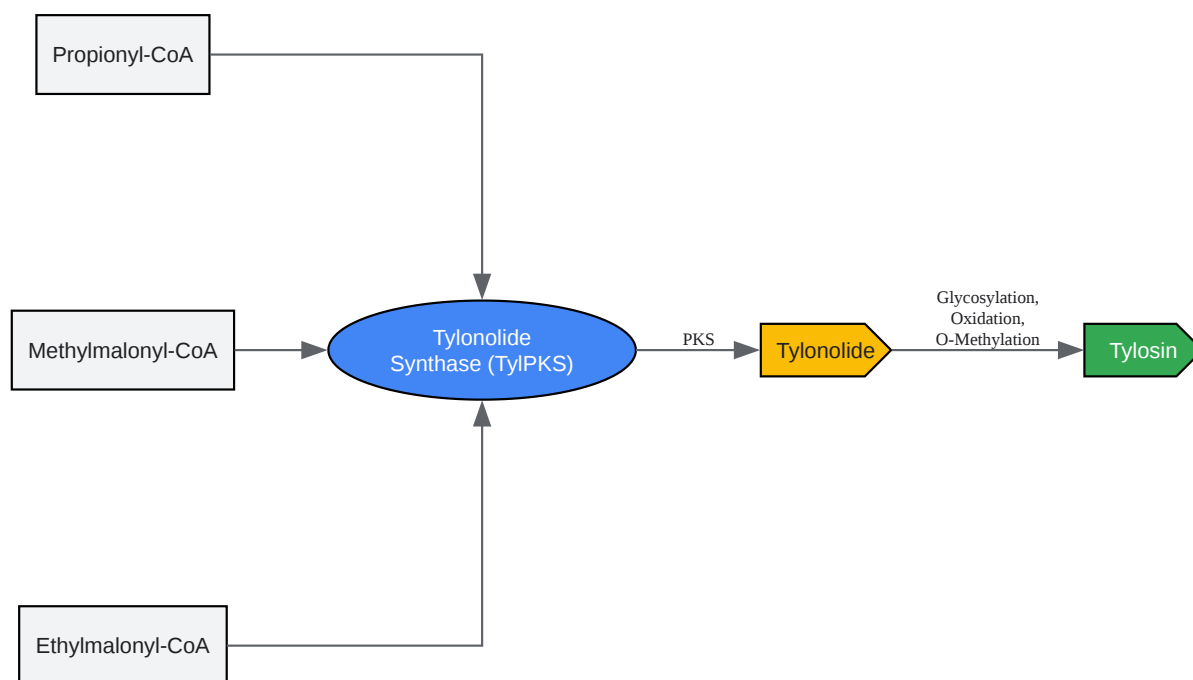 Propionyl-CoA
Methylmalonyl-CoA
Ethylmalonyl-CoA
Tylonolide
Synthase (TylPKS)
PKS
Tylonolide
Glycosylation,
Oxidation,
O-Methylation
Tylosin